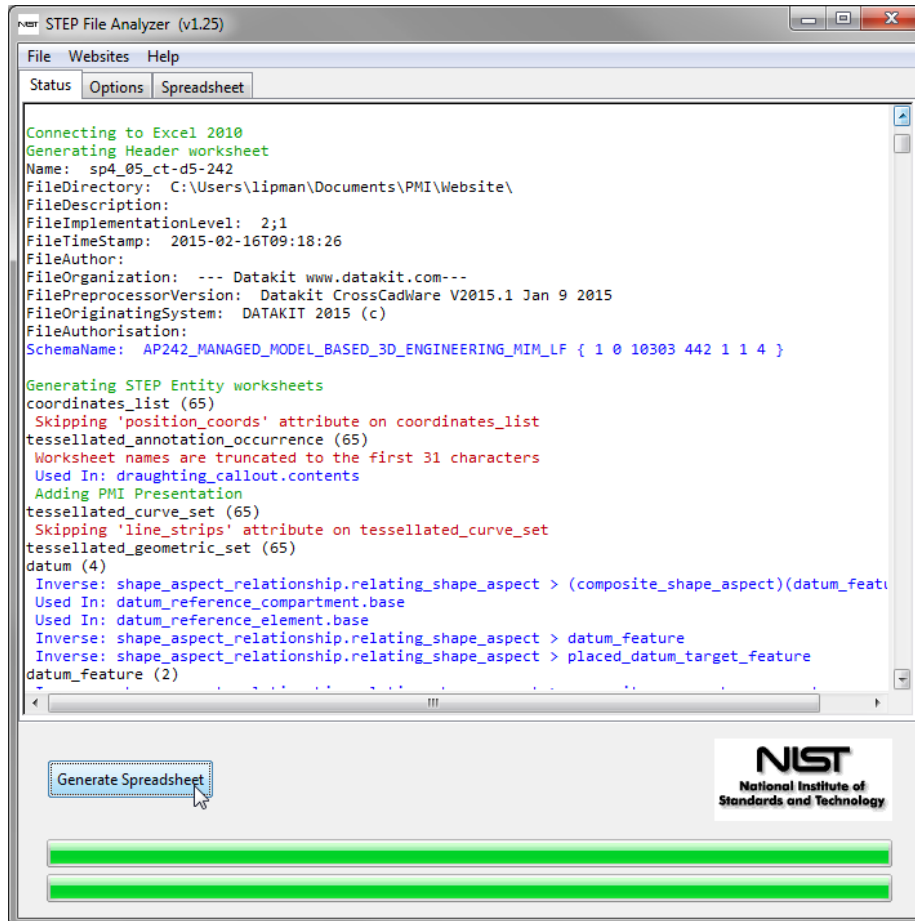 NIST STEP File Analyzer (v1.25)
File Websites Help
Status Options Spreadsheet
Connecting to Excel 2010
Generating Header worksheet
Name: sp4_05_ct-d5-242
FileDirectory: C:\Users\lipman\Documents\PMI\Website\
FileDescription:
FileImplementationLevel: 2;1
FileTimeStamp: 2015-02-16T09:18:26
FileAuthor:
FileOrganization: --- Datakit www.datakit.com---
FilePreprocessorVersion: Datakit CrossCadWare V2015.1 Jan 9 2015
FileOriginatingSystem: DATAKIT 2015 (c)
FileAuthorisation:
SchemaName: AP242_MANAGED_MODEL_BASED_3D_ENGINEERING_MIM_LF { 1 0 10303 442 1 1 4 }
Generating STEP Entity worksheets
coordinates_list (65)
Skipping 'position_coords' attribute on coordinates_list
tessellated_annotation_occurrence (65)
Worksheet names are truncated to the first 31 characters
Used In: draughting_callout.contents
Adding PMI Presentation
tessellated_curve_set (65)
Skipping 'line_strips' attribute on tessellated_curve_set
tessellated_geometric_set (65)
datum (4)
Inverse: shape_aspect_relationship.relating_shape_aspect > (composite_shape_aspect)(datum_featu
Used In: datum_reference_compartment.base
Used In: datum_reference_element.base
Inverse: shape_aspect_relationship.relating_shape_aspect > datum_feature
Inverse: shape_aspect_relationship.relating_shape_aspect > placed_datum_target_feature
datum_feature (2)
Generate Spreadsheet
NIST
National Institute of
Standards and Technology